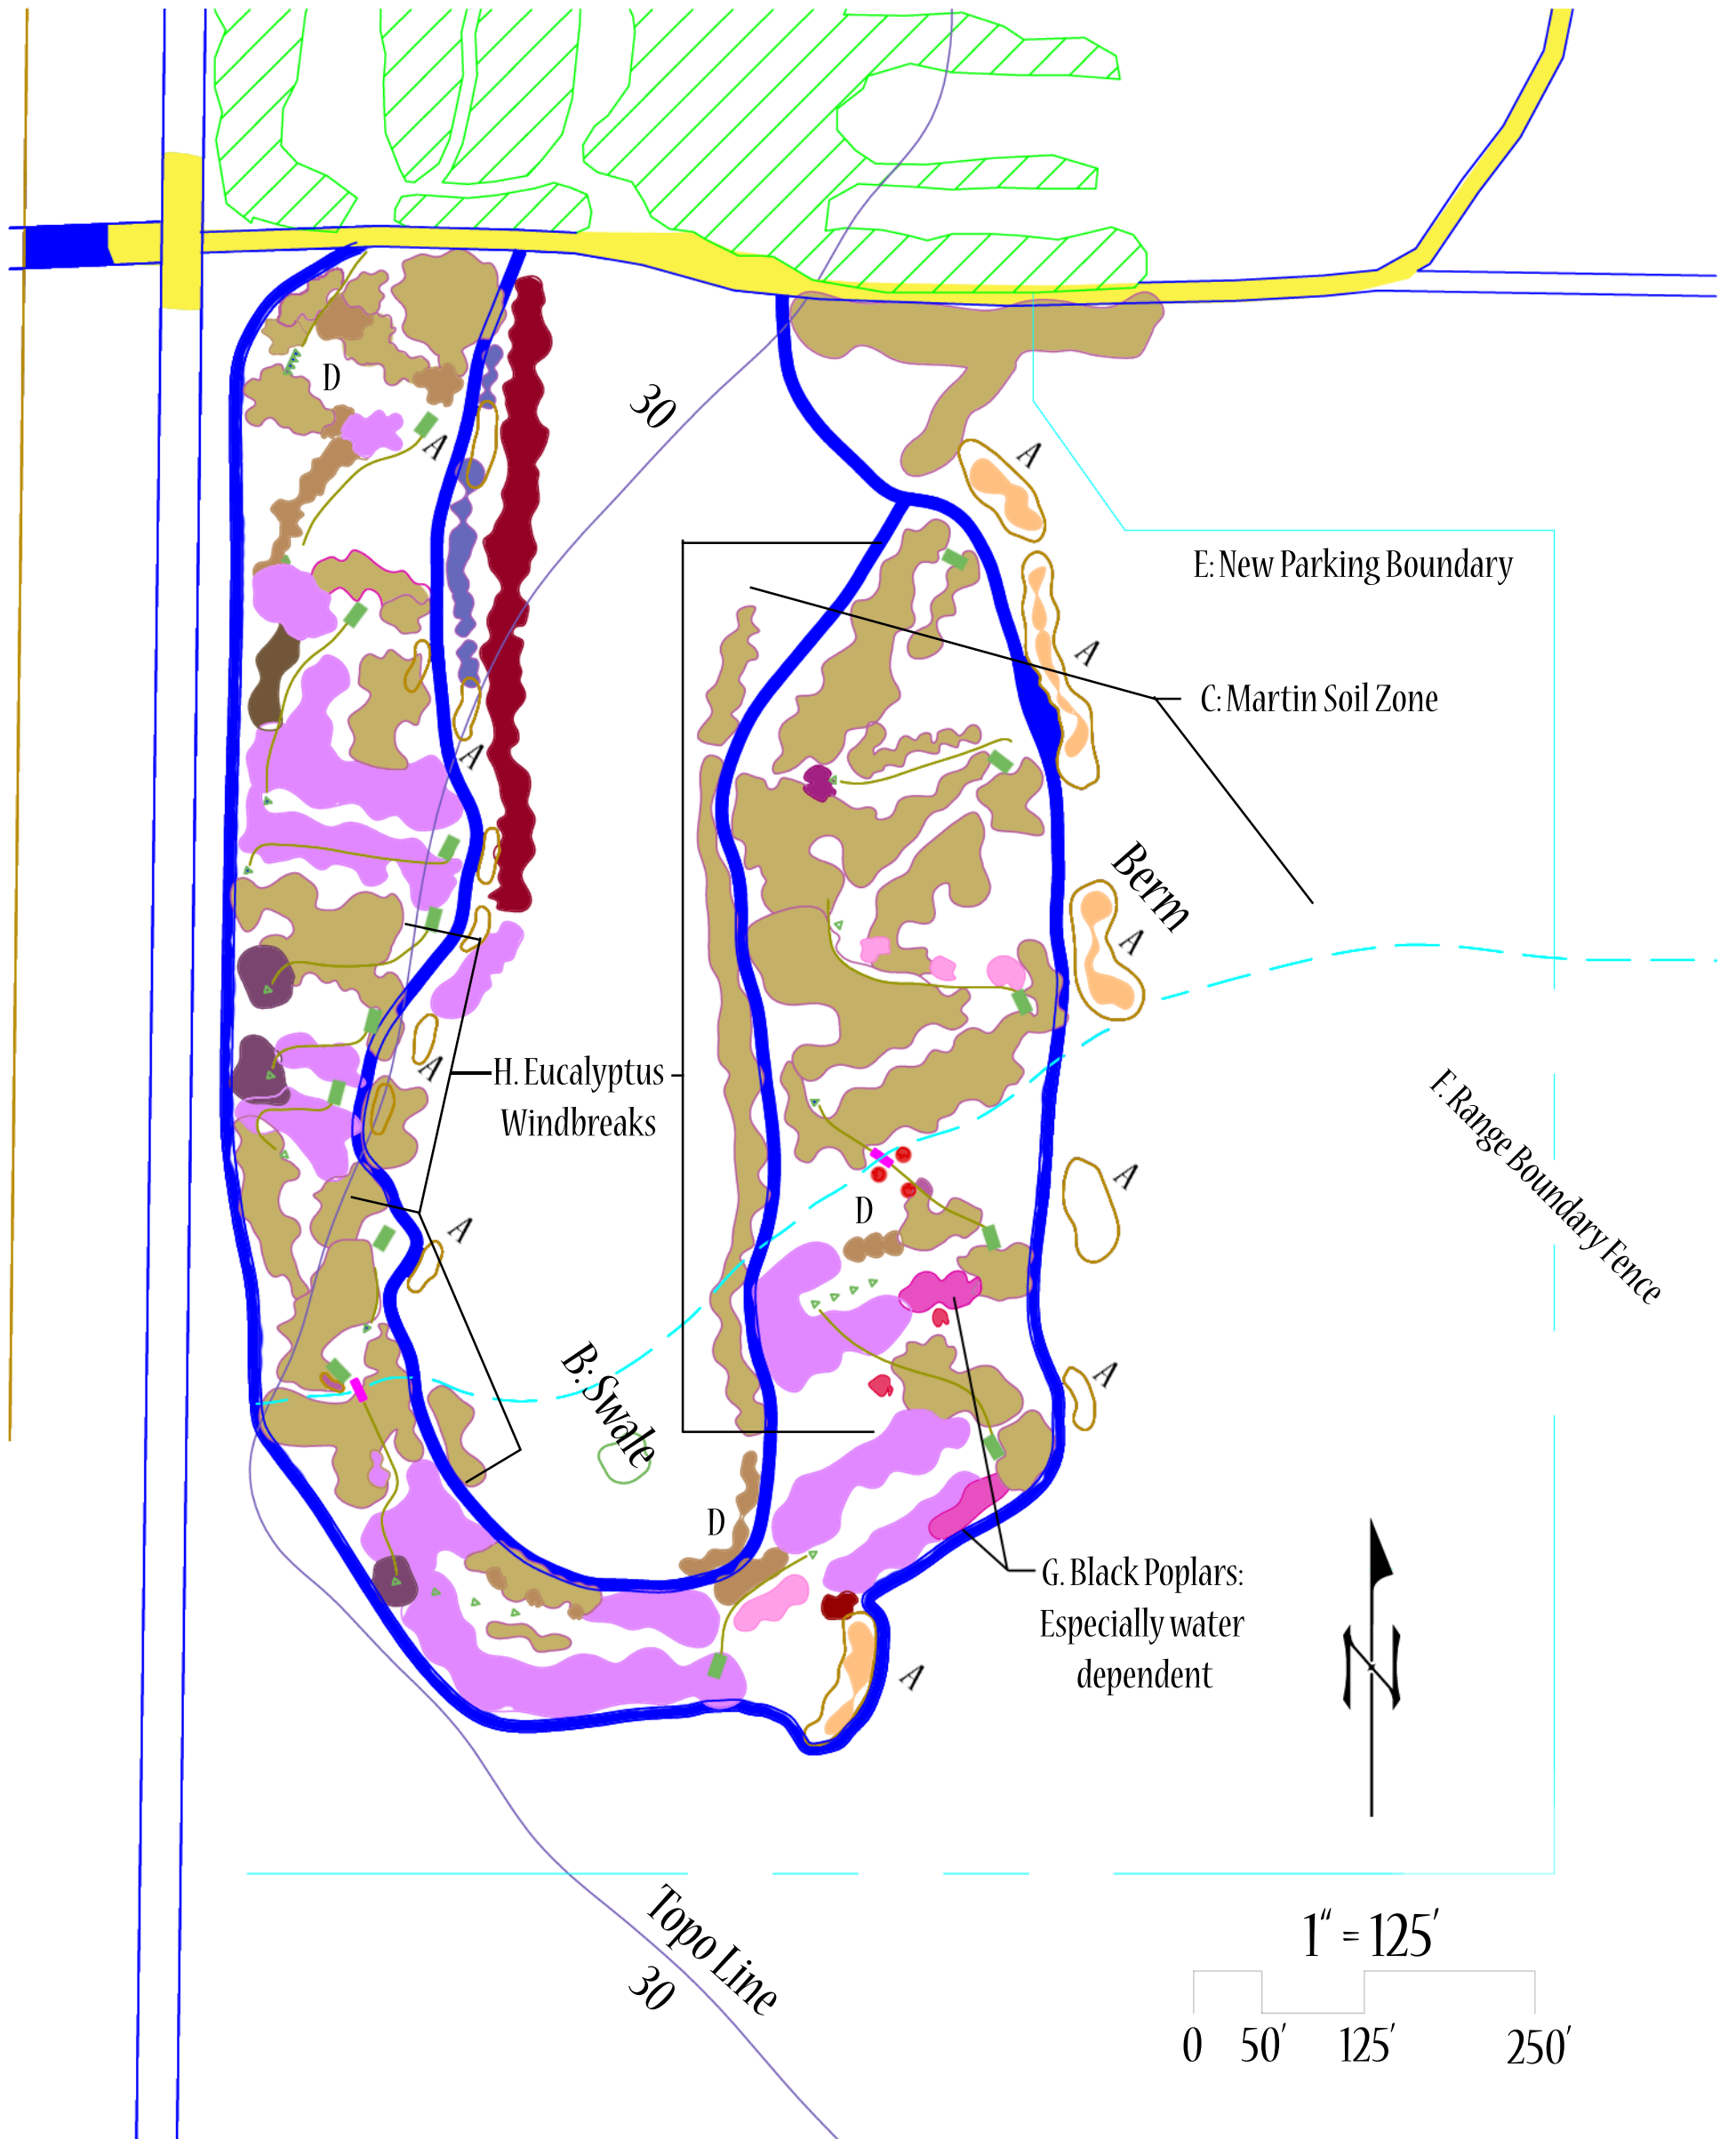 D
A
30
A
E: New Parking Boundary
A
C: Martin Soil Zone
A
Berm
A
H. Eucalyptus
Windbreaks
A
F. Range Boundary Fence
A
D
A
A
B: Swale
D
G. Black Poplars:
Especially water
dependent
A
N
Topo Line
30
1" = 125'
0 50' 125' 250'